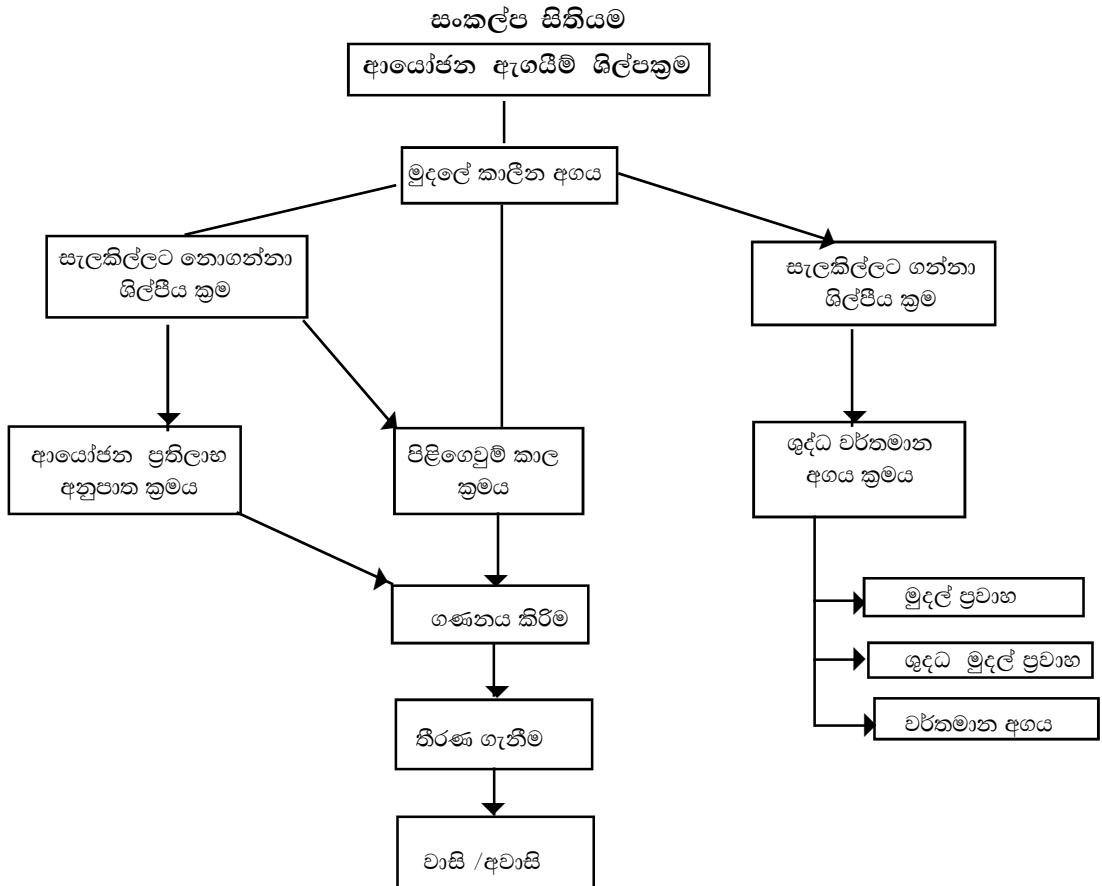 සංකල්ප සිතියම
ආයෝජන ඇගයීම් ශිල්පක්‍රම
මුදලේ කාලීන අගය
සැලකිල්ලට නොගන්නා
ශිල්පීය ක්‍රම
සැලකිල්ලට ගන්නා
ශිල්පීය ක්‍රම
ආයෝජන ප්‍රතිලාභ
අනුපාත ක්‍රමය
පිළිගෙවුම් කාල
ක්‍රමය
ශුද්ධ වර්තමාන
අගය ක්‍රමය
ගණනය කිරිම
මුදල් ප්‍රවාහ
ශුදධ මුදල් ප්‍රවාහ
වර්තමාන අගය
තීරණ ගැනීම
වාසි /අවාසි